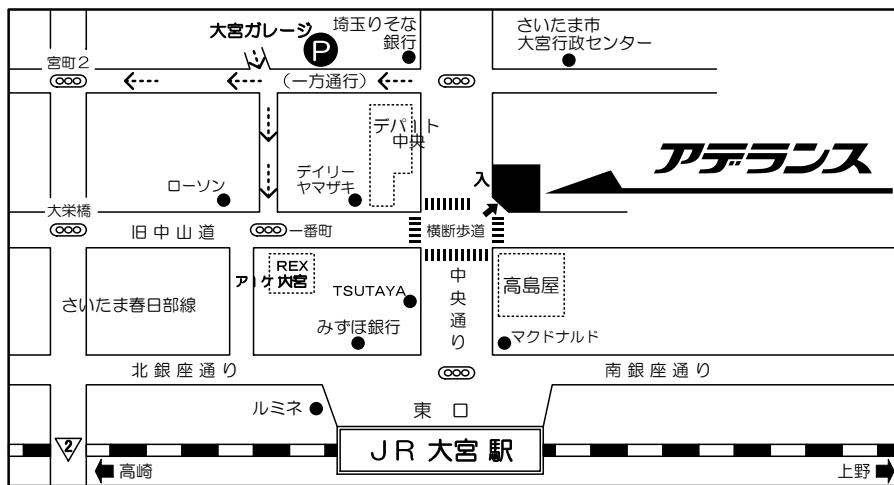 大宮ガレージ
P
埼玉りそな
銀行
さいたま市
大宮行政センター
宮町2
(一方通行)
デパート
中央
アデランス
入
ローソン
デイリー
ヤマザキ
大栄橋
旧中山道
一番町
横断歩道
REX
大宮
アーケ
TSUTAYA
中央通り
高島屋
さいたま春日部線
みずほ銀行
マクドナルド
北銀座通り
南銀座通り
ルミネ
東口
2
JR 大宮駅
高崎
上野